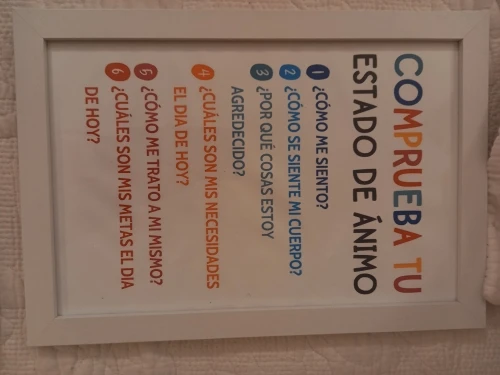 COMPRUEBA TU
ESTADO DE ÁNIMO
1 ¿CÓMO ME SIENTO?
2 ¿CÓMO SE SIENTE MI CUERPO?
3 ¿POR QUÉ COSAS ESTOY
AGREDECIDO?
4 ¿CUÁLES SON MIS NECESIDADES
EL DIA DE HOY?
5 ¿CÓMO ME TRATO A MI MISMO?
6 ¿CUÁLES SON MIS METAS EL DIA
DE HOY?